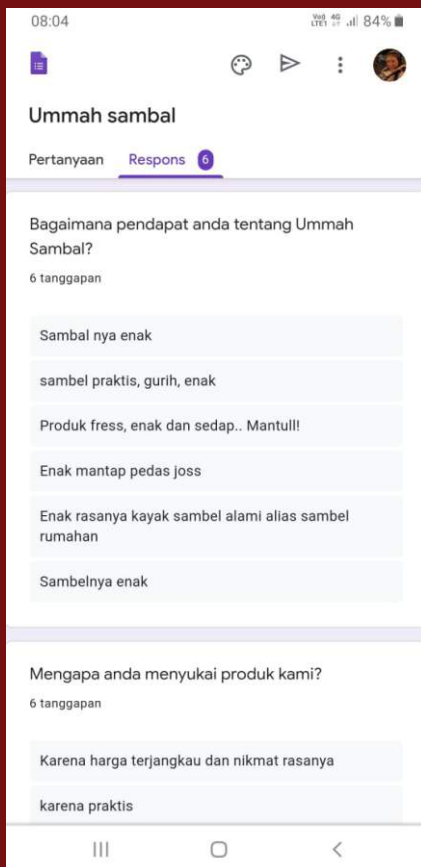 08:04
Vo)) 4G LTE1 84%
Ummah sambal
Pertanyaan Respons 6
Bagaimana pendapat anda tentang Ummah
Sambal?
6 tanggapan
Sambal nya enak
sambel praktis, gurih, enak
Produk fress, enak dan sedap.. Mantull!
Enak mantap pedas joss
Enak rasanya kayak sambel alami alias sambel
rumahan
Sambelnya enak
Mengapa anda menyukai produk kami?
6 tanggapan
Karena harga terjangkau dan nikmat rasanya
karena praktis